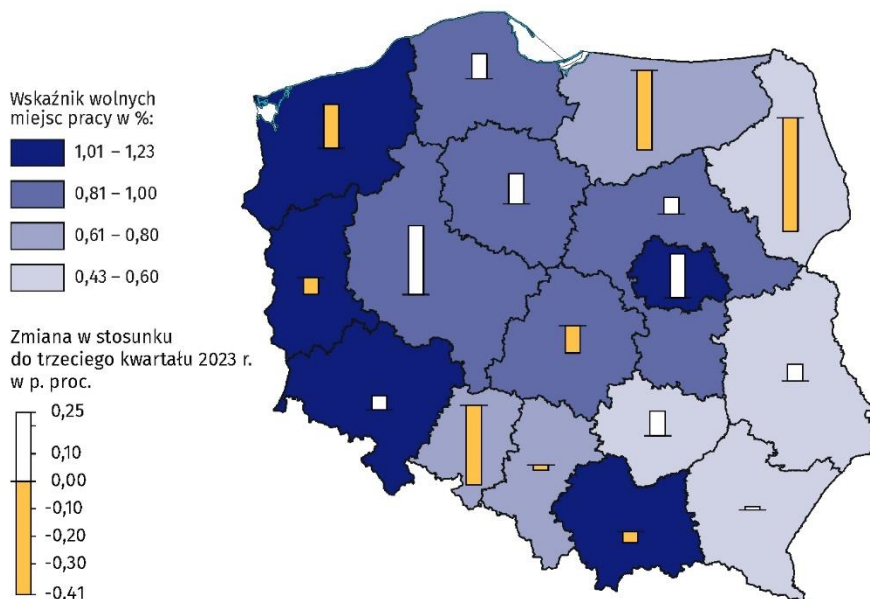 Wskaźnik wolnych
miejsc pracy w %:
1,01 – 1,23
0,81 – 1,00
0,61 – 0,80
0,43 – 0,60
Zmiana w stosunku
do trzeciego kwartału 2023 r.
w p. proc.
0,25
0,10
0,00
-0,10
-0,20
-0,30
-0,41